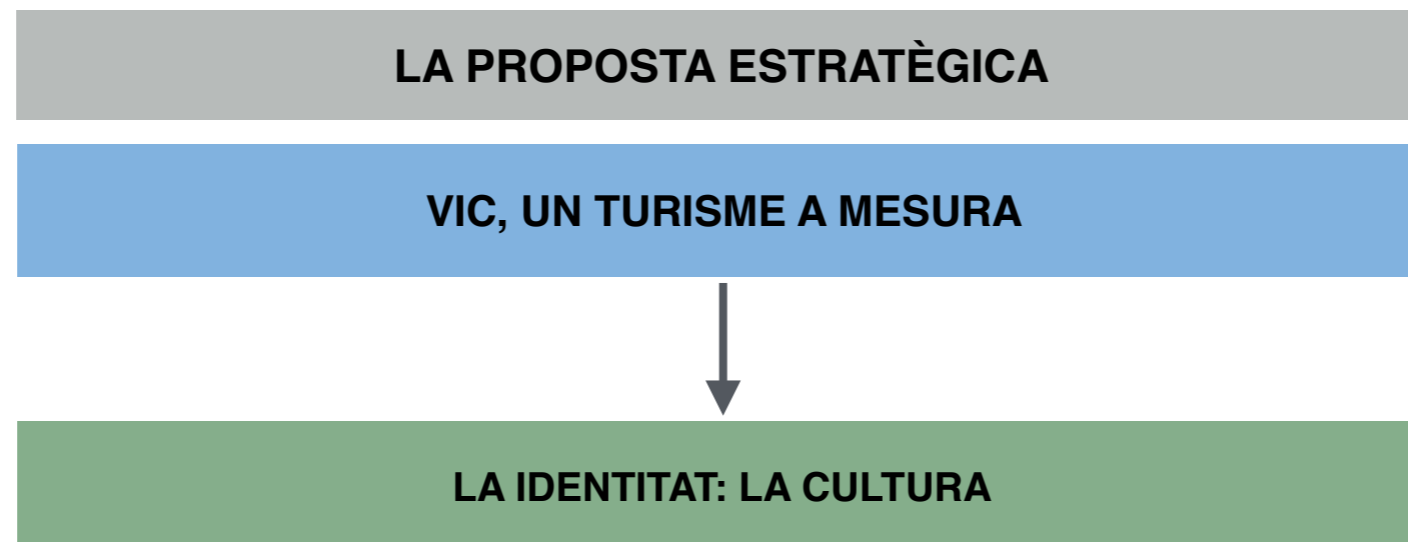 LA PROPOSTA ESTRATÈGICA
VIC, UN TURISME A MESURA
LA IDENTITAT: LA CULTURA